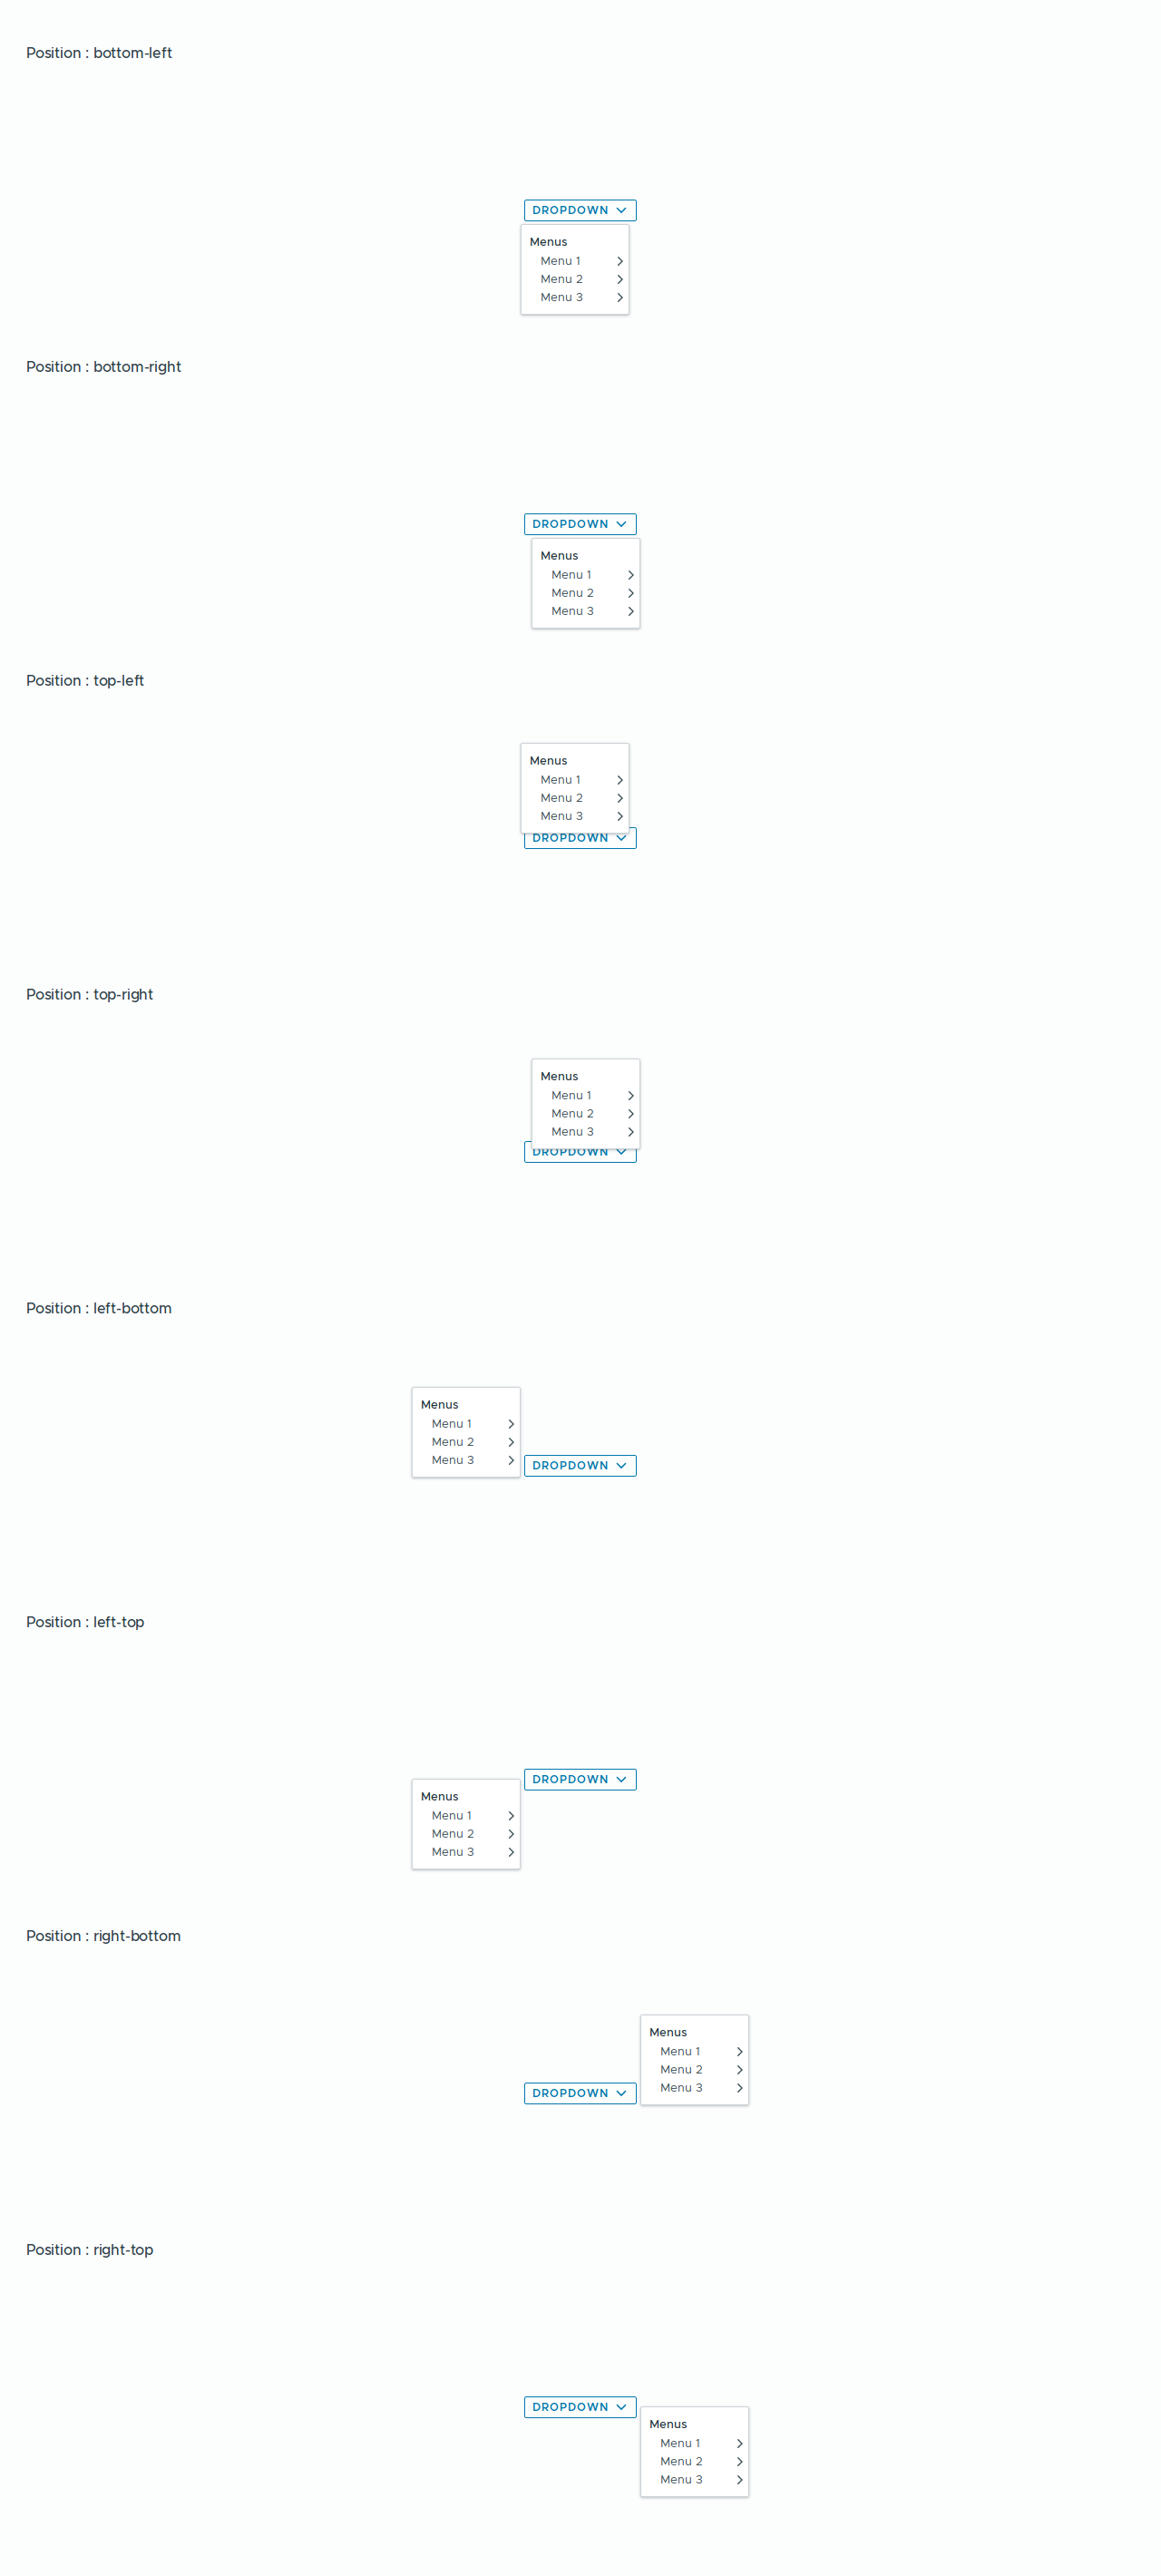 Position : bottom-left
DROPDOWN
Menus
Menu 1
Menu 2
Menu 3
Position : bottom-right
DROPDOWN
Menus
Menu 1
Menu 2
Menu 3
Position : top-left
Menus
Menu 1
Menu 2
Menu 3
DROPDOWN
Position : top-right
Menus
Menu 1
Menu 2
Menu 3
DROPDOWN
Position : left-bottom
Menus
Menu 1
Menu 2
Menu 3
DROPDOWN
Position : left-top
DROPDOWN
Menus
Menu 1
Menu 2
Menu 3
Position : right-bottom
Menus
Menu 1
Menu 2
Menu 3
DROPDOWN
Position : right-top
DROPDOWN
Menus
Menu 1
Menu 2
Menu 3